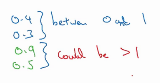 0.4
0.3 } between 0 and 1
0.9
0.5 } could be > 1